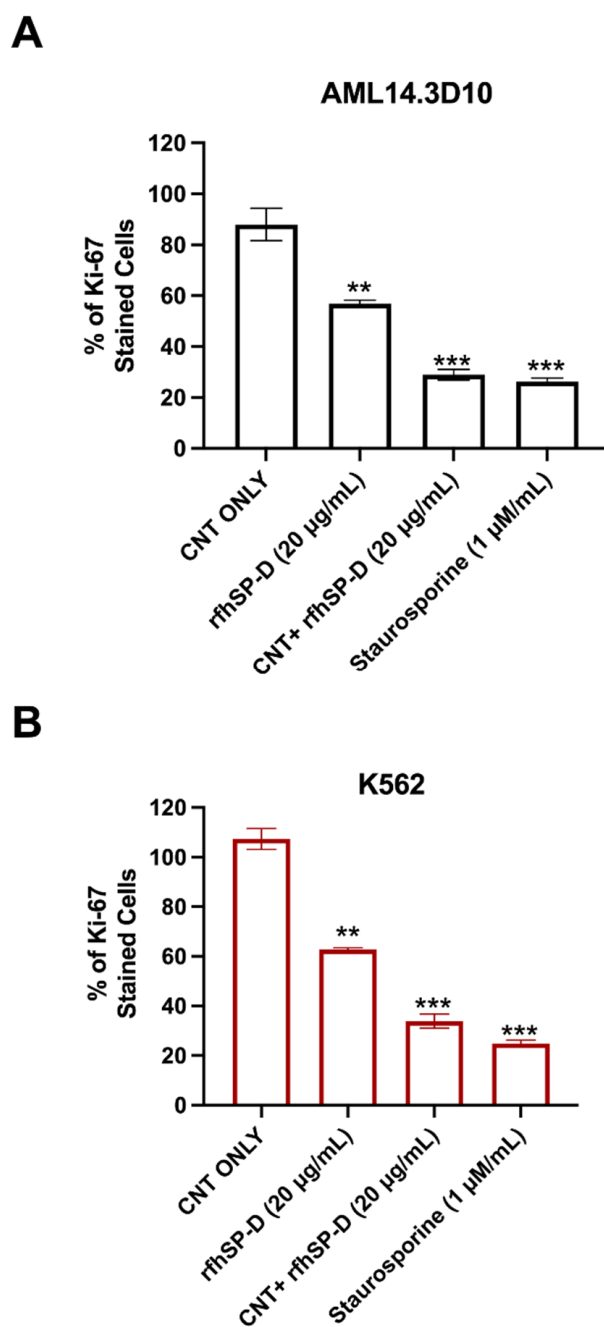 A
AML14.3D10
% of Ki-67
Stained Cells
120
100
80
60
40
20
0
**
***
***
CNT ONLY
rfhSP-D (20 µg/mL)
CNT+ rfhSP-D (20 µg/mL)
Staurosporine (1 µM/mL)
B
K562
% of Ki-67
Stained Cells
120
100
80
60
40
20
0
**
***
***
CNT ONLY
rfhSP-D (20 µg/mL)
CNT+ rfhSP-D (20 µg/mL)
Staurosporine (1 µM/mL)